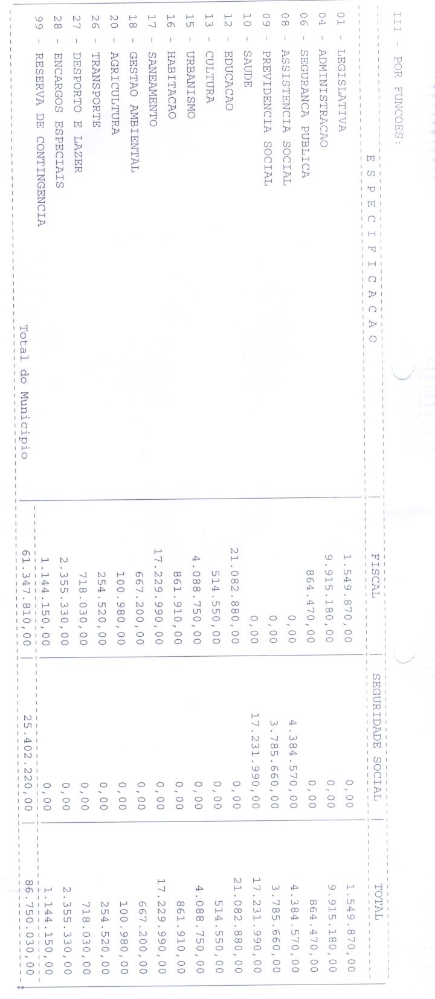 III - POR FUNCOES:
E S P E C I F I C A C A O | FISCAL | SEGURIDADE SOCIAL | TOTAL
01 - LEGISLATIVA 1.549.870,00 0,00 1.549.870,00
04 - ADMINISTRACAO 9.915.180,00 0,00 9.915.180,00
06 - SEGURANCA PUBLICA 864.470,00 0,00 864.470,00
08 - ASSISTENCIA SOCIAL 0,00 4.384.570,00 4.384.570,00
09 - PREVIDENCIA SOCIAL 0,00 3.785.660,00 3.785.660,00
10 - SAUDE 0,00 17.231.990,00 17.231.990,00
12 - EDUCACAO 21.082.880,00 0,00 21.082.880,00
13 - CULTURA 514.550,00 0,00 514.550,00
15 - URBANISMO 4.088.750,00 0,00 4.088.750,00
16 - HABITACAO 861.910,00 0,00 861.910,00
17 - SANEAMENTO 17.229.990,00 0,00 17.229.990,00
18 - GESTAO AMBIENTAL 667.200,00 0,00 667.200,00
20 - AGRICULTURA 100.980,00 0,00 100.980,00
26 - TRANSPORTE 254.520,00 0,00 254.520,00
27 - DESPORTO E LAZER 718.030,00 0,00 718.030,00
28 - ENCARGOS ESPECIAIS 2.355.330,00 0,00 2.355.330,00
99 - RESERVA DE CONTINGENCIA 1.144.150,00 0,00 1.144.150,00
Total do Municipio 61.347.810,00 | 25.402.220,00 | 86.750.030,00